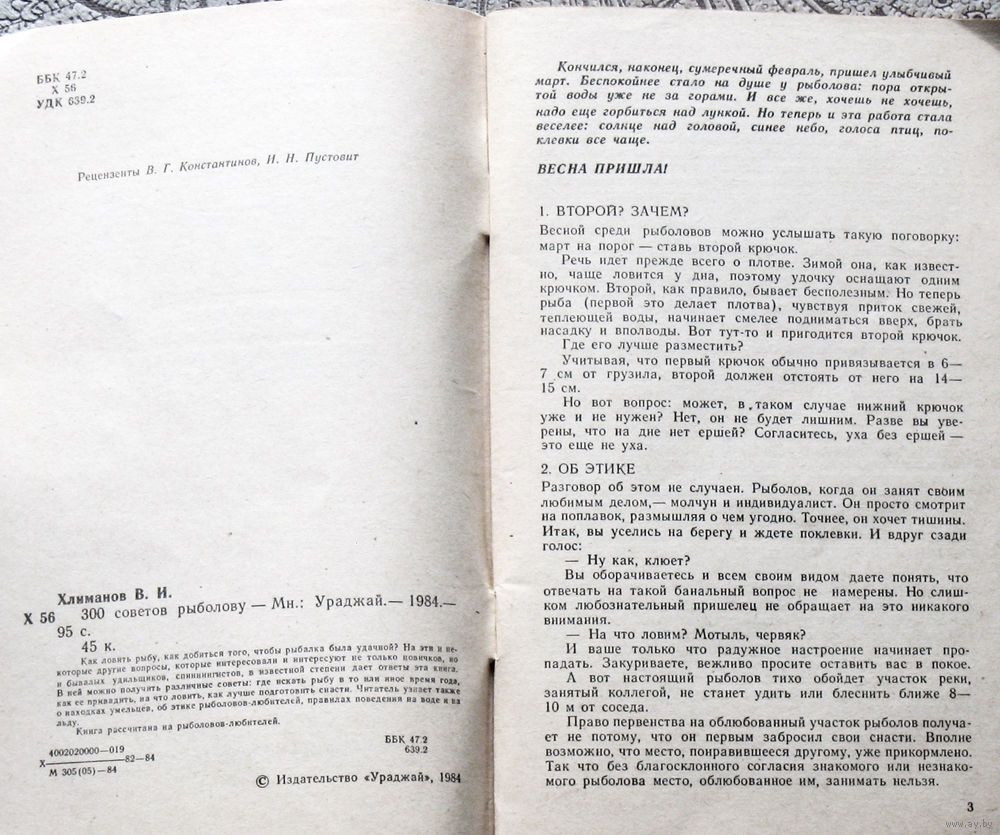 ББК 47.2
Х 56
УДК 639.2
Рецензенты В. Г. Константинов, И. Н. Пустовит
Хлиманов В. И.
Х 56 300 советов рыболову — Мн.: Ураджай.— 1984.—
95 с.
45 к.
Как ловить рыбу, как добиться того, чтобы рыбалка была удачной? На эти и не-
которые другие вопросы, которые интересовали и интересуют не только новичков, но
и бывалых удильщиков, спиннингистов, в известной степени дает ответы эта книга.
В ней можно получить различные советы: где искать рыбу в то или иное время года,
как ее привадить, на что ловить, как лучше подготовить снасти. Читатель узнает также
о находках умельцев, об этике рыболовов-любителей, правилах поведения на воде и на
льду.
Книга рассчитана на рыболовов-любителей.
4002020000—019
Х 82—84
М 305(05)—84
ББК 47.2
639.2
© Издательство «Ураджай», 1984
Кончился, наконец, сумеречный февраль, пришел улыбчивый
март. Беспокойнее стало на душе у рыболова: пора откры-
той воды уже не за горами. И все же, хочешь не хочешь,
надо еще горбиться над лункой. Но теперь и эта работа стала
веселее: солнце над головой, синее небо, голоса птиц, по-
клевки все чаще.
ВЕСНА ПРИШЛА!
1. ВТОРОЙ? ЗАЧЕМ?
Весной среди рыболовов можно услышать такую поговорку:
март на порог — ставь второй крючок.
Речь идет прежде всего о плотве. Зимой она, как извест-
но, чаще ловится у дна, поэтому удочку оснащают одним
крючком. Второй, как правило, бывает бесполезным. Но теперь
рыба (первой это делает плотва), чувствуя приток свежей,
теплеющей воды, начинает смелее подниматься вверх, брать
насадку и вполводы. Вот тут-то и пригодится второй крючок.
Где его лучше разместить?
Учитывая, что первый крючок обычно привязывается в 6—
7 см от грузила, второй должен отстоять от него на 14—
15 см.
Но вот вопрос: может, в таком случае нижний крючок
уже и не нужен? Нет, он не будет лишним. Разве вы уве-
рены, что на дне нет ершей? Согласитесь, уха без ершей —
это еще не уха.
2. ОБ ЭТИКЕ
Разговор об этом не случаен. Рыболов, когда он занят своим
любимым делом,— молчун и индивидуалист. Он просто смотрит
на поплавок, размышляя о чем угодно. Точнее, он хочет тишины.
Итак, вы уселись на берегу и ждете поклевки. И вдруг сзади
голос:
— Ну как, клюет?
Вы оборачиваетесь и всем своим видом даете понять, что
отвечать на такой банальный вопрос не намерены. Но слиш-
ком любознательный пришелец не обращает на это никакого
внимания.
— На что ловим? Мотыль, червяк?
И ваше только что радужное настроение начинает про-
падать. Закуриваете, вежливо просите оставить вас в покое.
А вот настоящий рыболов тихо обойдет участок реки,
занятый коллегой, не станет удить или блеснить ближе 8—
10 м от соседа.
Право первенства на облюбованный участок рыболов получа-
ет не потому, что он первым забросил свои снасти. Вполне
возможно, что место, понравившееся другому, уже прикормлено.
Так что без благосклонного согласия знакомого или незнако-
мого рыболова место, облюбованное им, занимать нельзя.
3
www.ay.by